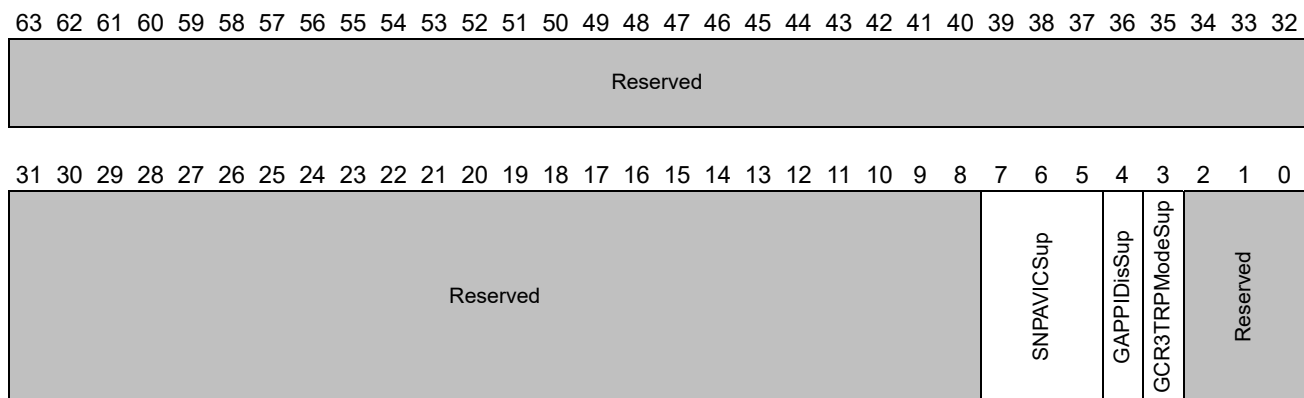 63 62 61 60 59 58 57 56 55 54 53 52 51 50 49 48 47 46 45 44 43 42 41 40 39 38 37 36 35 34 33 32
Reserved
31 30 29 28 27 26 25 24 23 22 21 20 19 18 17 16 15 14 13 12 11 10 9 8 7 6 5 4 3 2 1 0
Reserved
SNPAVICSup
GAPPIDisSup
GCR3TRPModeSup
Reserved